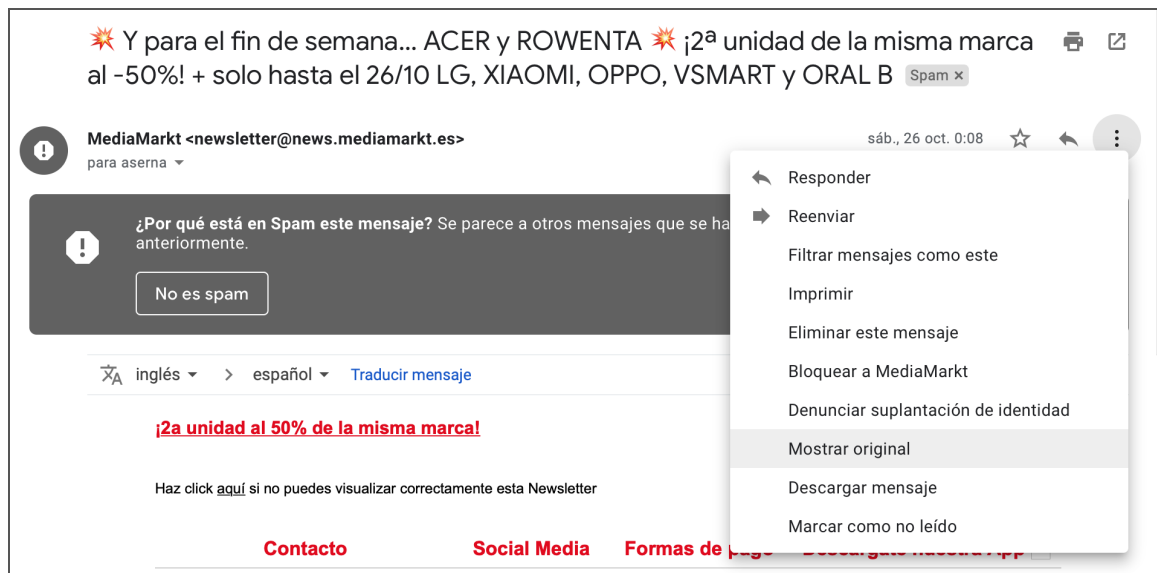 💥 Y para el fin de semana... ACER y ROWENTA 💥 ¡2ª unidad de la misma marca
al -50%! + solo hasta el 26/10 LG, XIAOMI, OPPO, VSMART y ORAL B Spam ×
MediaMarkt <newsletter@news.mediamarkt.es>
sáb., 26 oct. 0:08
para aserna
Responder
Reenviar
Filtrar mensajes como este
Imprimir
Eliminar este mensaje
Bloquear a MediaMarkt
Denunciar suplantación de identidad
Mostrar original
Descargar mensaje
Marcar como no leído
¿Por qué está en Spam este mensaje? Se parece a otros mensajes que se ha
anteriormente.
No es spam
inglés > español Traducir mensaje
¡2a unidad al 50% de la misma marca!
Haz click aquí si no puedes visualizar correctamente esta Newsletter
Contacto Social Media Formas de pago Descárgate nuestra App